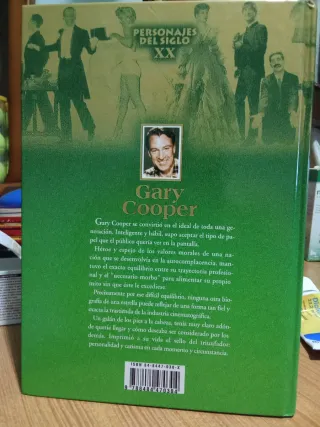 PERSONAJES
DEL SIGLO
XX
Gary
Cooper
Gary Cooper se convirtió en el ideal de toda una ge-
neración. Inteligente y hábil, supo aceptar el tipo de pa-
pel que el público quería ver en la pantalla.
Héroe y espejo de los valores morales de una na-
ción que se desenvolvía en la autocomplacencia, man-
tuvo el exacto equilibrio entre su trayectoria profesio-
nal y el "necesario morbo" para alimentar su propio
mito sin que éste le excediese.
Precisamente por ese difícil equilibrio, ninguna otra bio-
grafía de una estrella puede reflejar de una forma tan fiel y
exacta la tramoya de la industria cinematográfica.
Un galán de los pies a la cabeza, tenía muy claro adón-
de quería llegar y cómo deseaba ser considerado por los
demás. Imprimió a su vida el sello del triunfador:
personalidad y carisma en cada momento y circunstancia.